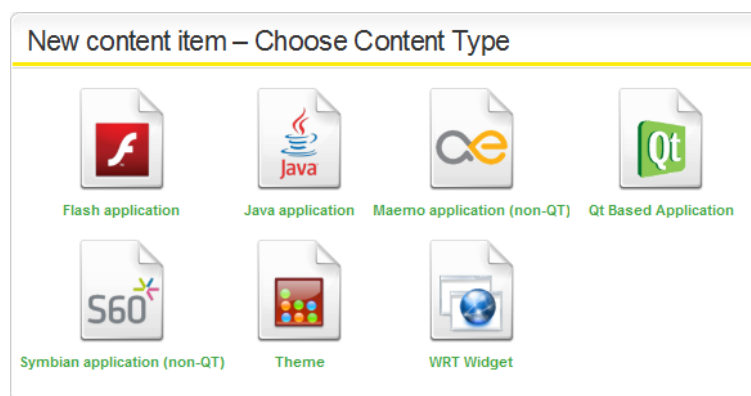 New content item – Choose Content Type
Java
Qt
Flash application
Java application
Maemo application (non-QT)
Qt Based Application
S60
Symbian application (non-QT)
Theme
WRT Widget